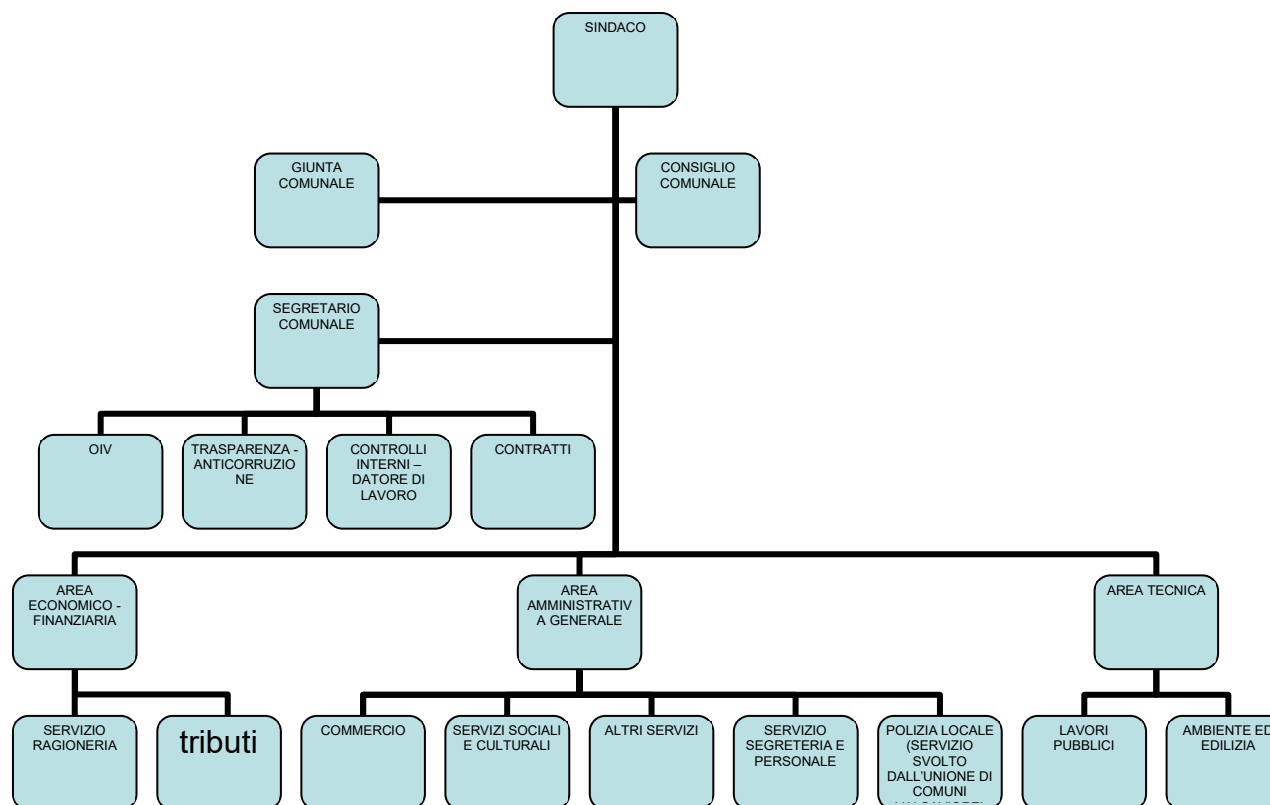 SINDACO
GIUNTA
COMUNALE
CONSIGLIO
COMUNALE
SEGRETARIO
COMUNALE
OIV
TRASPARENZA -
ANTICORRUZIO
NE
CONTROLLI
INTERNI –
DATORE DI
LAVORO
CONTRATTI
AREA
ECONOMICO -
FINANZIARIA
AREA
AMMINISTRATIV
A GENERALE
AREA TECNICA
SERVIZIO
RAGIONERIA
tributi
COMMERCIO
SERVIZI SOCIALI
E CULTURALI
ALTRI SERVIZI
SERVIZIO
SEGRETERIA E
PERSONALE
POLIZIA LOCALE
(SERVIZIO
SVOLTO
DALL'UNIONE DI
COMUNI
LAVORI
PUBBLICI
AMBIENTE ED
EDILIZIA